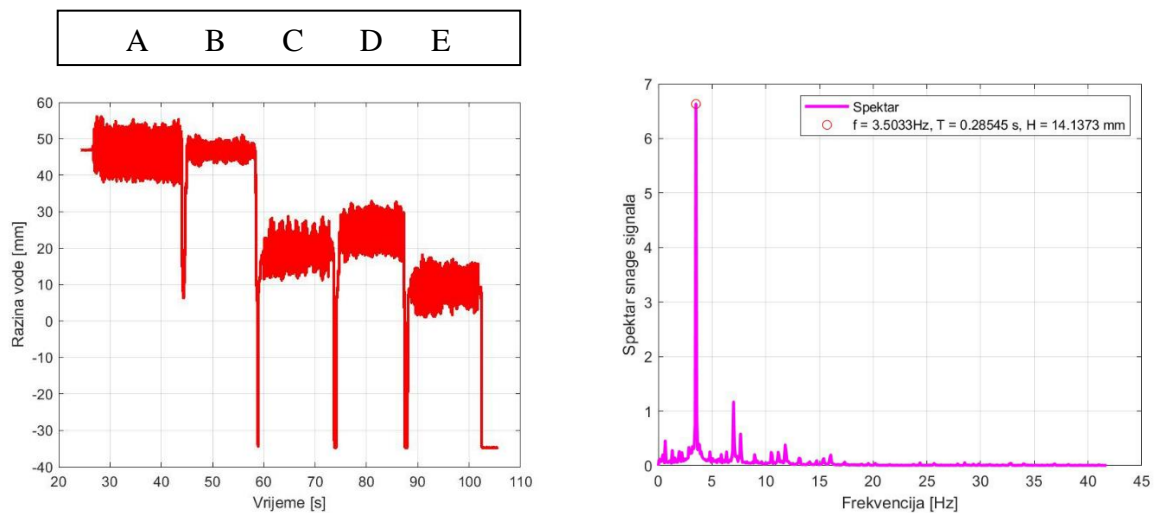 A B C D E
60
50
40
30
20
10
0
-10
-20
-30
-40
20 30 40 50 60 70 80 90 100 110
Razina vode [mm]
Vrijeme [s]
7
6
5
4
3
2
1
0
0 5 10 15 20 25 30 35 40 45
Spektar snage signala
Frekvencija [Hz]
Spektar
f = 3.5033Hz, T = 0.28545 s, H = 14.1373 mm